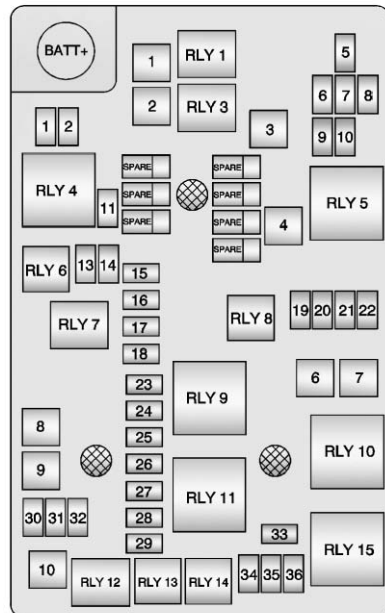 BATT+
1
RLY 1
5
2
RLY 3
6 7 8
1 2
3
9 10
SPARE
SPARE
RLY 4
11
SPARE
SPARE
RLY 5
SPARE
SPARE
4
SPARE
RLY 6
13 14
15
16
RLY 7
17
RLY 8
19 20 21 22
18
6
7
23
RLY 9
24
8
25
RLY 10
9
26
27
RLY 11
30 31 32
28
33
29
RLY 15
10
RLY 12
RLY 13
RLY 14
34 35 36